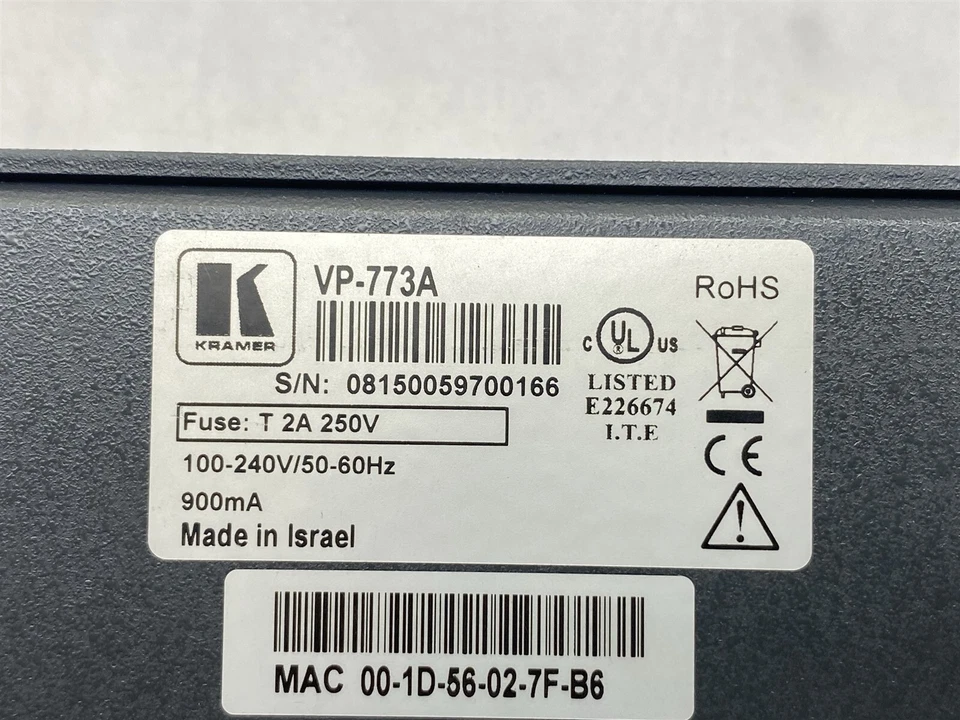 K
KRAMER
VP-773A
S/N: 08150059700166
Fuse: T 2A 250V
100-240V/50-60Hz
900mA
Made in Israel
C UL ® US
LISTED
E226674
I.T.E
RoHS
CE
!
MAC 00-1D-56-02-7F-B6